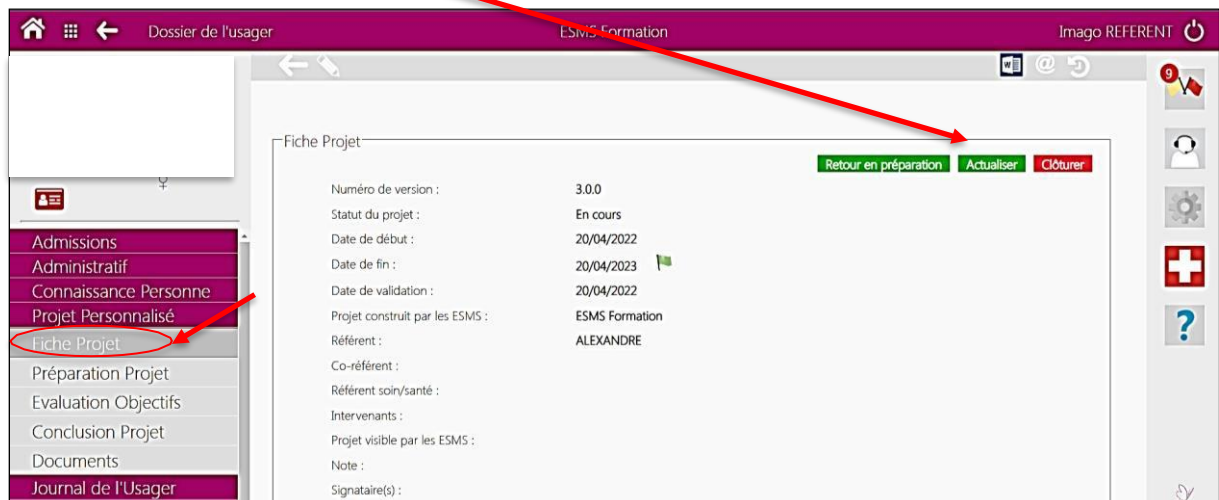 Dossier de l'usager
ESMS Formation
Imago REFERENT
9
Admissions
Administratif
Connaissance Personne
Projet Personnalisé
Fiche Projet
Préparation Projet
Evaluation Objectifs
Conclusion Projet
Documents
Journal de l'Usager
Fiche Projet
Retour en préparation Actualiser Clôturer
Numéro de version : 3.0.0
Statut du projet : En cours
Date de début : 20/04/2022
Date de fin : 20/04/2023
Date de validation : 20/04/2022
Projet construit par les ESMS : ESMS Formation
Référent : ALEXANDRE
Co-référent :
Référent soin/santé :
Intervenants :
Projet visible par les ESMS :
Note :
Signataire(s) :